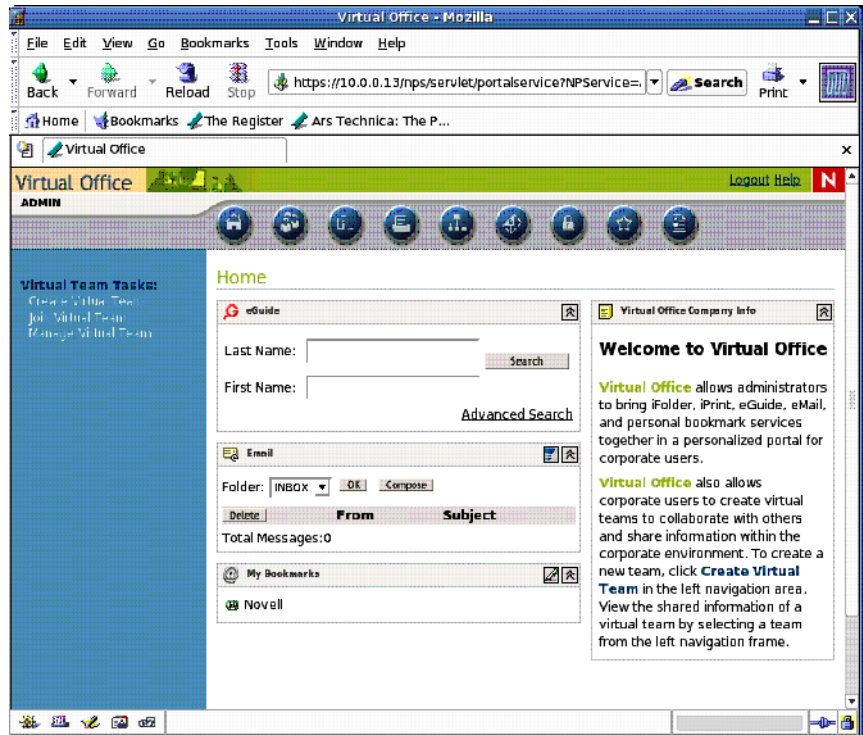 Virtual Office - Mozilla
File Edit View Go Bookmarks Tools Window Help
Back Forward Reload Stop https://10.0.0.13/nps/servlet/portalservice?NPService=. Search Print
Home Bookmarks The Register Ars Technica: The P...
Virtual Office
Virtual Office Logout Help N
ADMIN
Virtual Team Tasks:
Create Virtual Team
Join Virtual Team
Manage Virtual Team
Home
eGuide
Last Name:
Search
First Name:
Advanced Search
Email
Folder: INBOX OK Compose
Delete From Subject
Total Messages:0
My Bookmarks
Novell
Virtual Office Company Info
Welcome to Virtual Office
Virtual Office allows administrators
to bring iFolder, iPrint, eGuide, eMail,
and personal bookmark services
together in a personalized portal for
corporate users.
Virtual Office also allows
corporate users to create virtual
teams to collaborate with others
and share information within the
corporate environment. To create a
new team, click Create Virtual
Team in the left navigation area.
View the shared information of a
virtual team by selecting a team
from the left navigation frame.